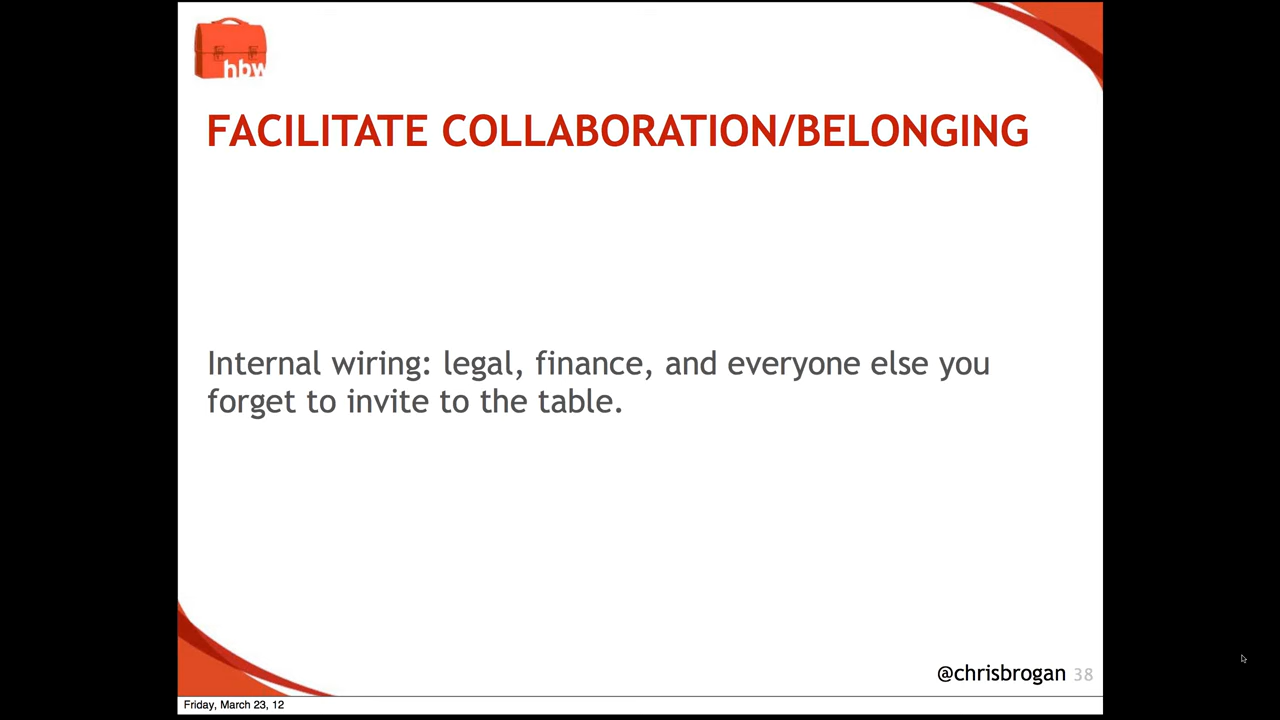 hbw
FACILITATE COLLABORATION/BELONGING
Internal wiring: legal, finance, and everyone else you
forget to invite to the table.
@chrisbrogan 38
Friday, March 23, 12